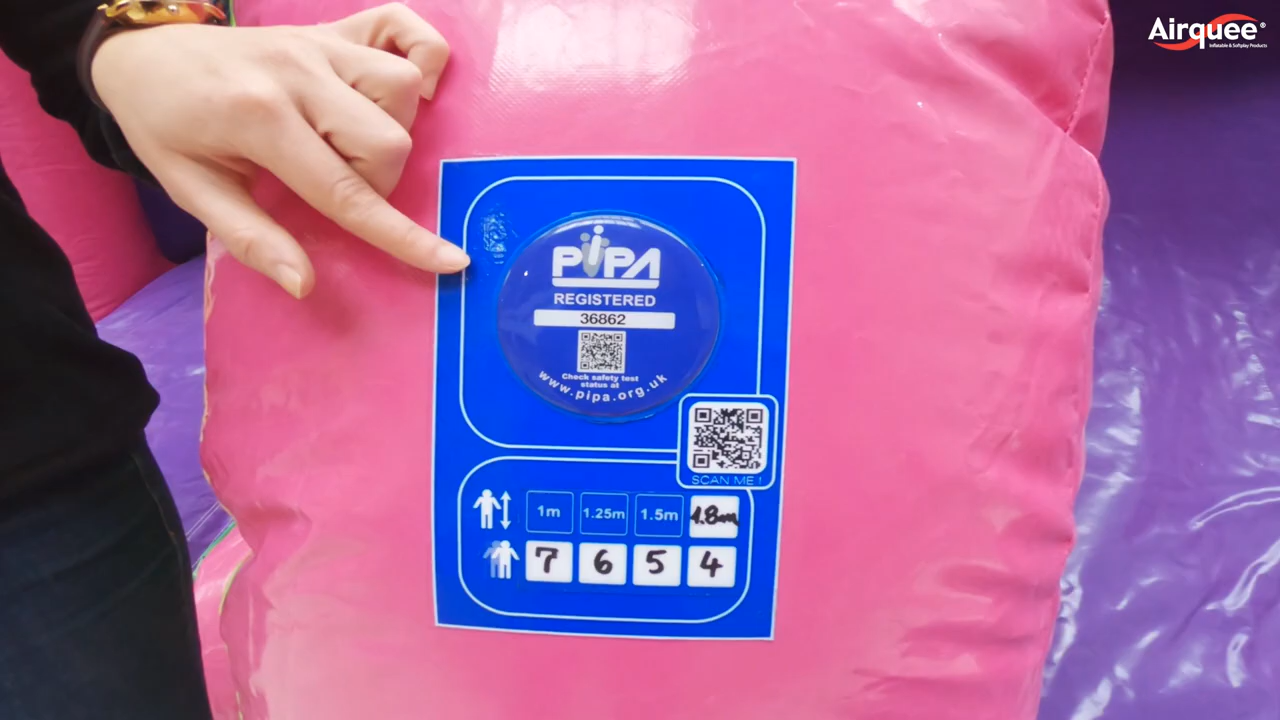 Airquee®
Inflatable & Softplay Products
PiPA
REGISTERED
36862
Check safety test
status at
www.pipa.org.uk
SCAN ME !
1m 1.25m 1.5m 1.8m
7 6 5 4